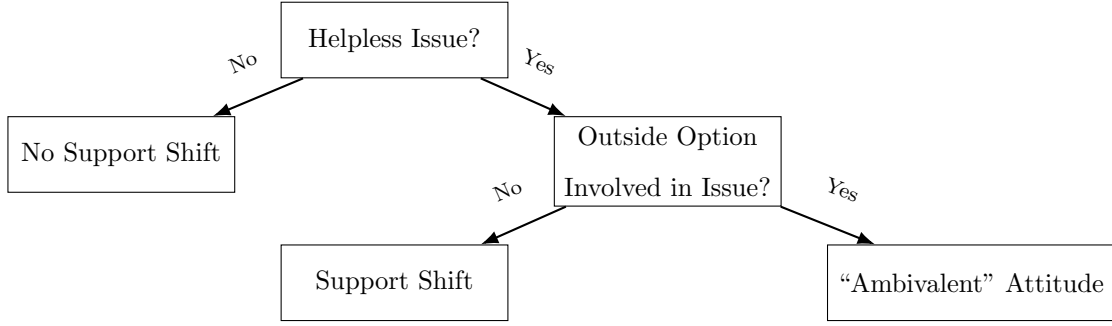 Helpless Issue?
No
Yes
No Support Shift
Outside Option
Involved in Issue?
No
Yes
Support Shift
“Ambivalent” Attitude